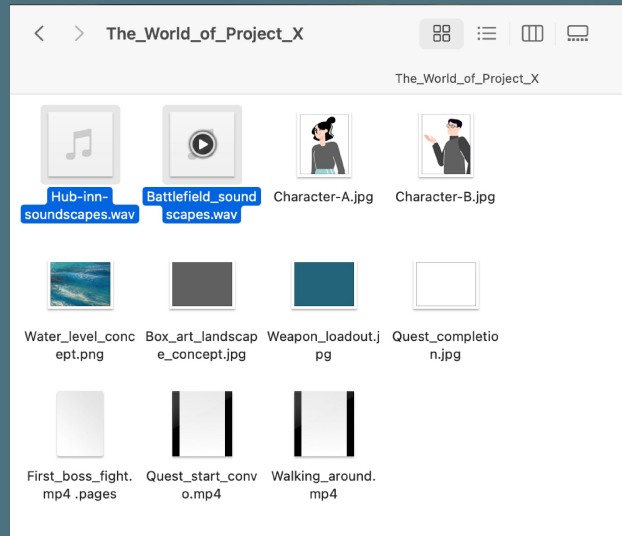 The_World_of_Project_X
The_World_of_Project_X
Hub-inn-
soundscapes.wav
Battlefield_sound
scapes.wav
Character-A.jpg
Character-B.jpg
Water_level_conc
ept.png
Box_art_landscap
e_concept.jpg
Weapon_loadout.j
pg
Quest_completio
n.jpg
First_boss_fight.
mp4 .pages
Quest_start_conv
o.mp4
Walking_around.
mp4